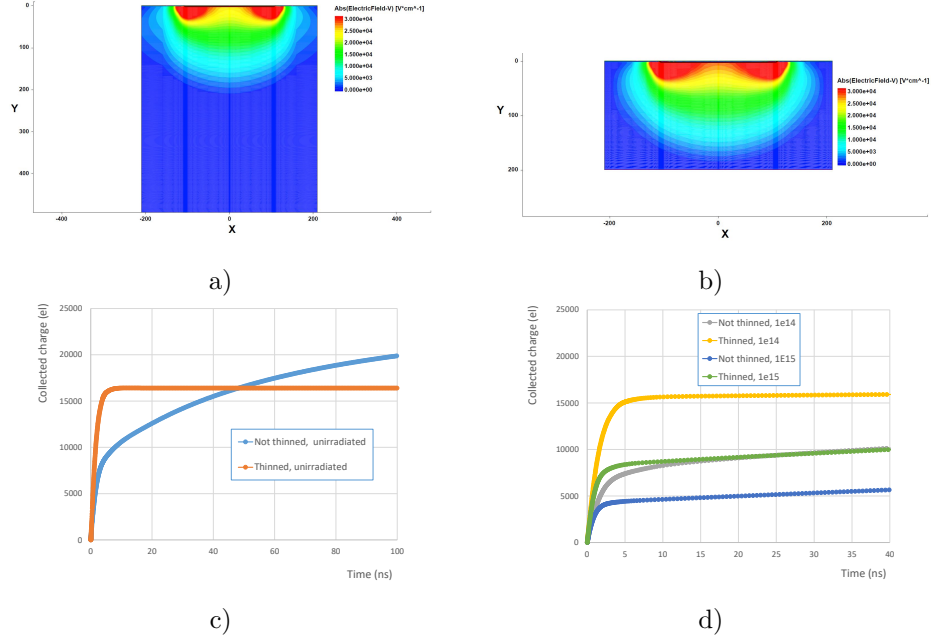 Abs(ElectricField-V) [V*cm^-1]
3.000e+04
2.500e+04
2.000e+04
1.500e+04
1.000e+04
5.000e+03
0.000e+00
0
100
200
300
400
Y
-400
-200
0
200
400
X
a)
Abs(ElectricField-V) [V*cm^-1]
3.000e+04
2.500e+04
2.000e+04
1.500e+04
1.000e+04
5.000e+03
0.000e+00
0
100
200
Y
-200
0
200
X
b)
Collected charge (el)
25000
20000
15000
10000
5000
0
0
20
40
60
80
100
Not thinned, unirradiated
Thinned, unirradiated
Time (ns)
c)
Collected charge (el)
25000
20000
15000
10000
5000
0
0
5
10
15
20
25
30
35
40
Not thinned, 1e14
Thinned, 1e14
Not thinned, 1E15
Thinned, 1e15
Time (ns)
d)